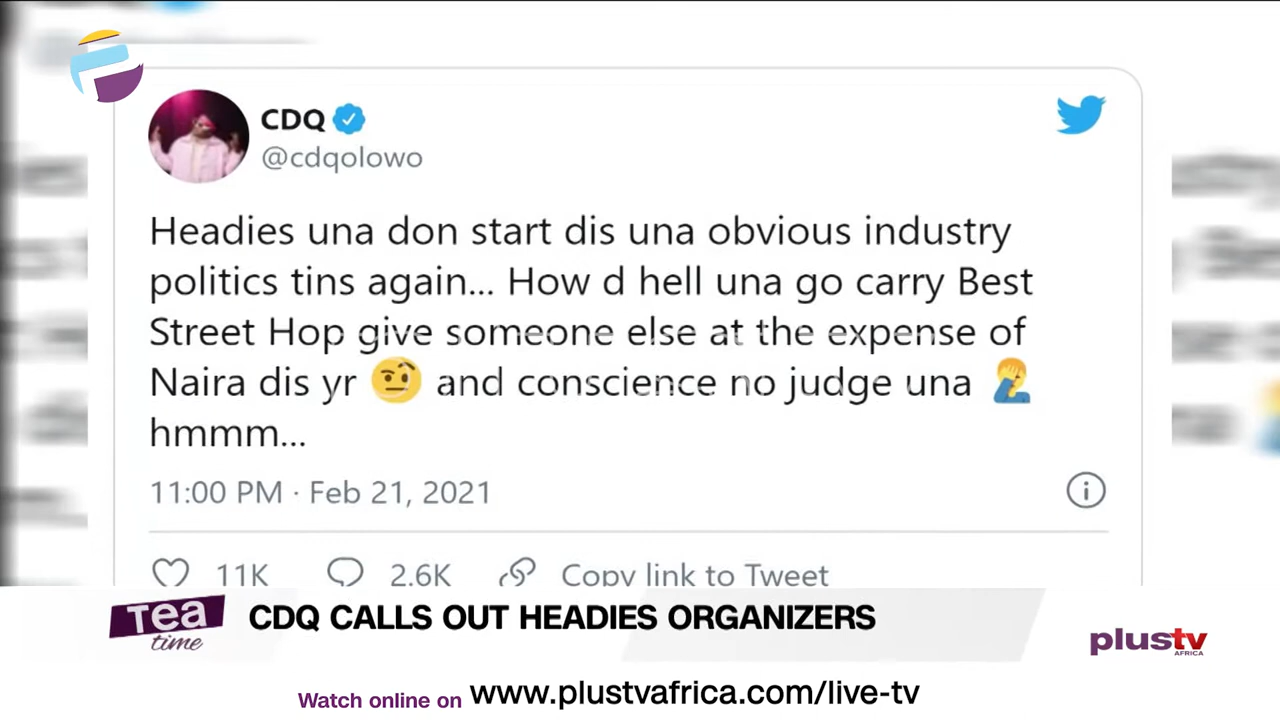 CDQ
@cdqolowo
Headies una don start dis una obvious industry
politics tins again... How d hell una go carry Best
Street Hop give someone else at the expense of
Naira dis yr 🤨 and conscience no judge una 🤦‍♂️
hmmm...
11:00 PM · Feb 21, 2021
11K 2.6K Copy link to Tweet
Tea time
CDQ CALLS OUT HEADIES ORGANIZERS
plustv
AFRICA
Watch online on www.plustvafrica.com/live-tv